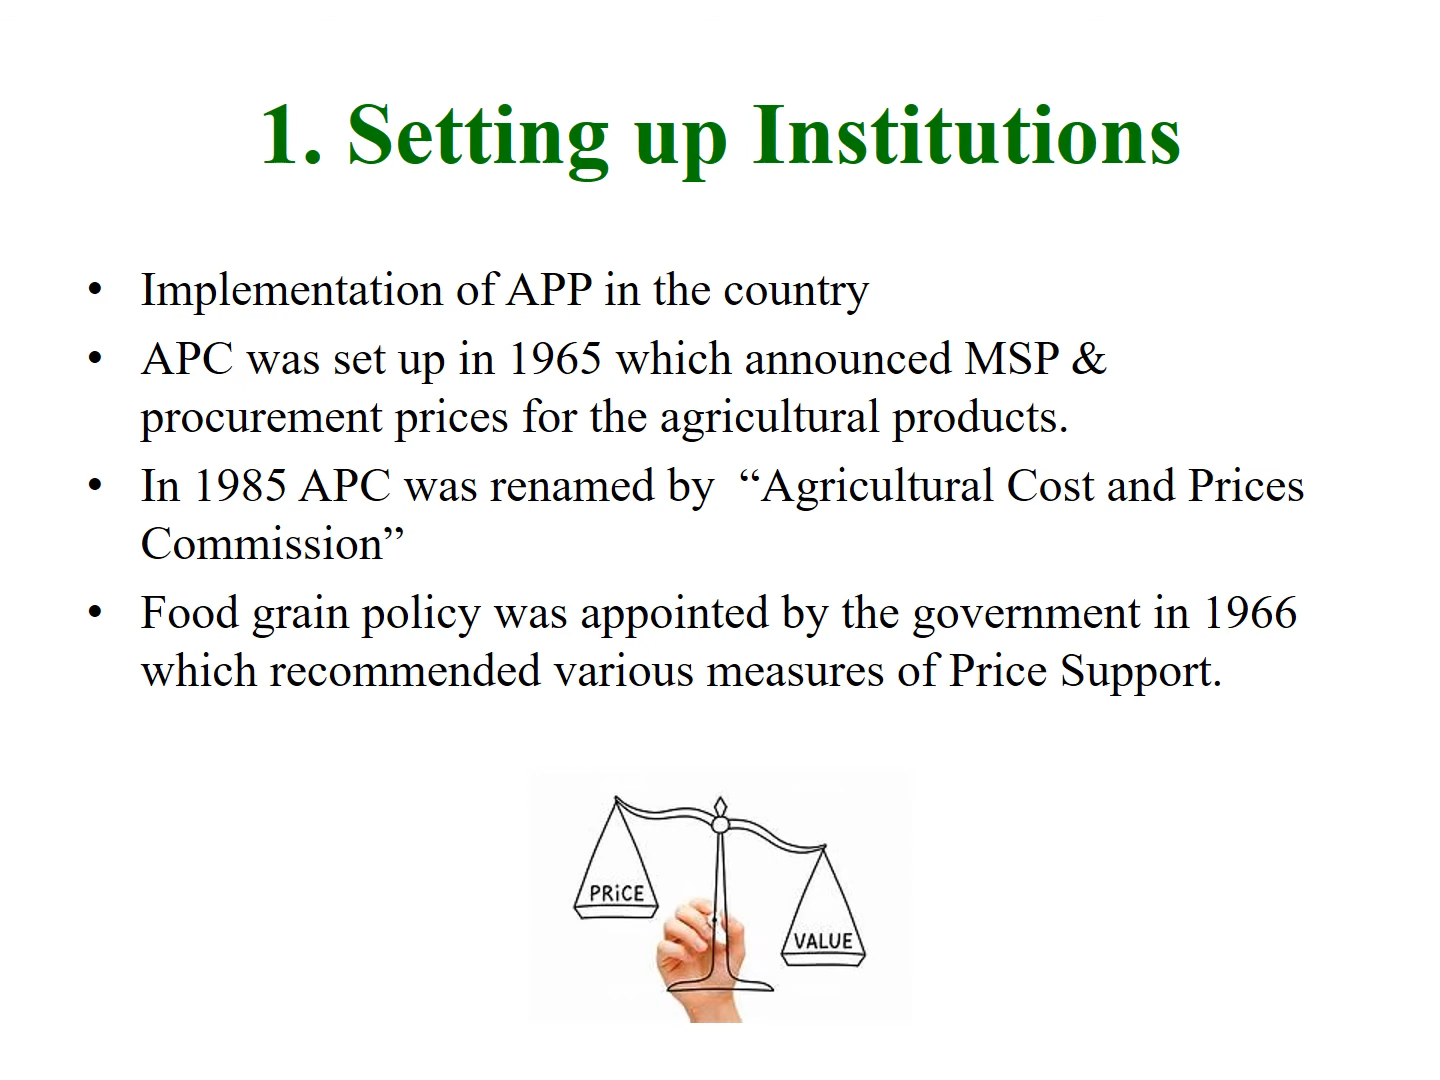 1. Setting up Institutions
• Implementation of APP in the country
• APC was set up in 1965 which announced MSP &
procurement prices for the agricultural products.
• In 1985 APC was renamed by  “Agricultural Cost and Prices
Commission”
• Food grain policy was appointed by the government in 1966
which recommended various measures of Price Support.
PRiCE
VALUE